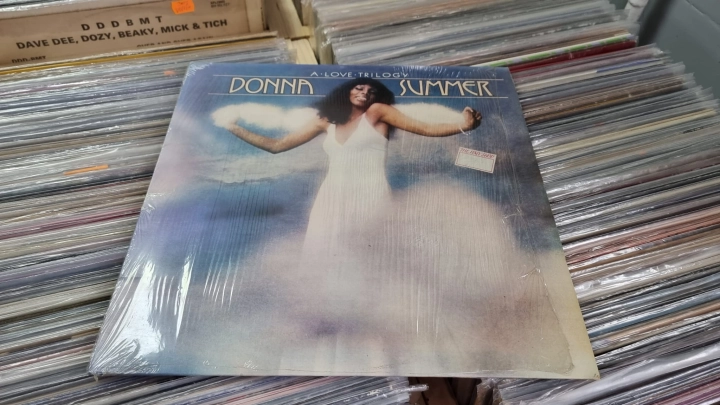 D D D B M T
DAVE DEE, DOZY, BEAKY, MICK & TICH
A·LOVE·TRILOGY
DONNA SUMMER